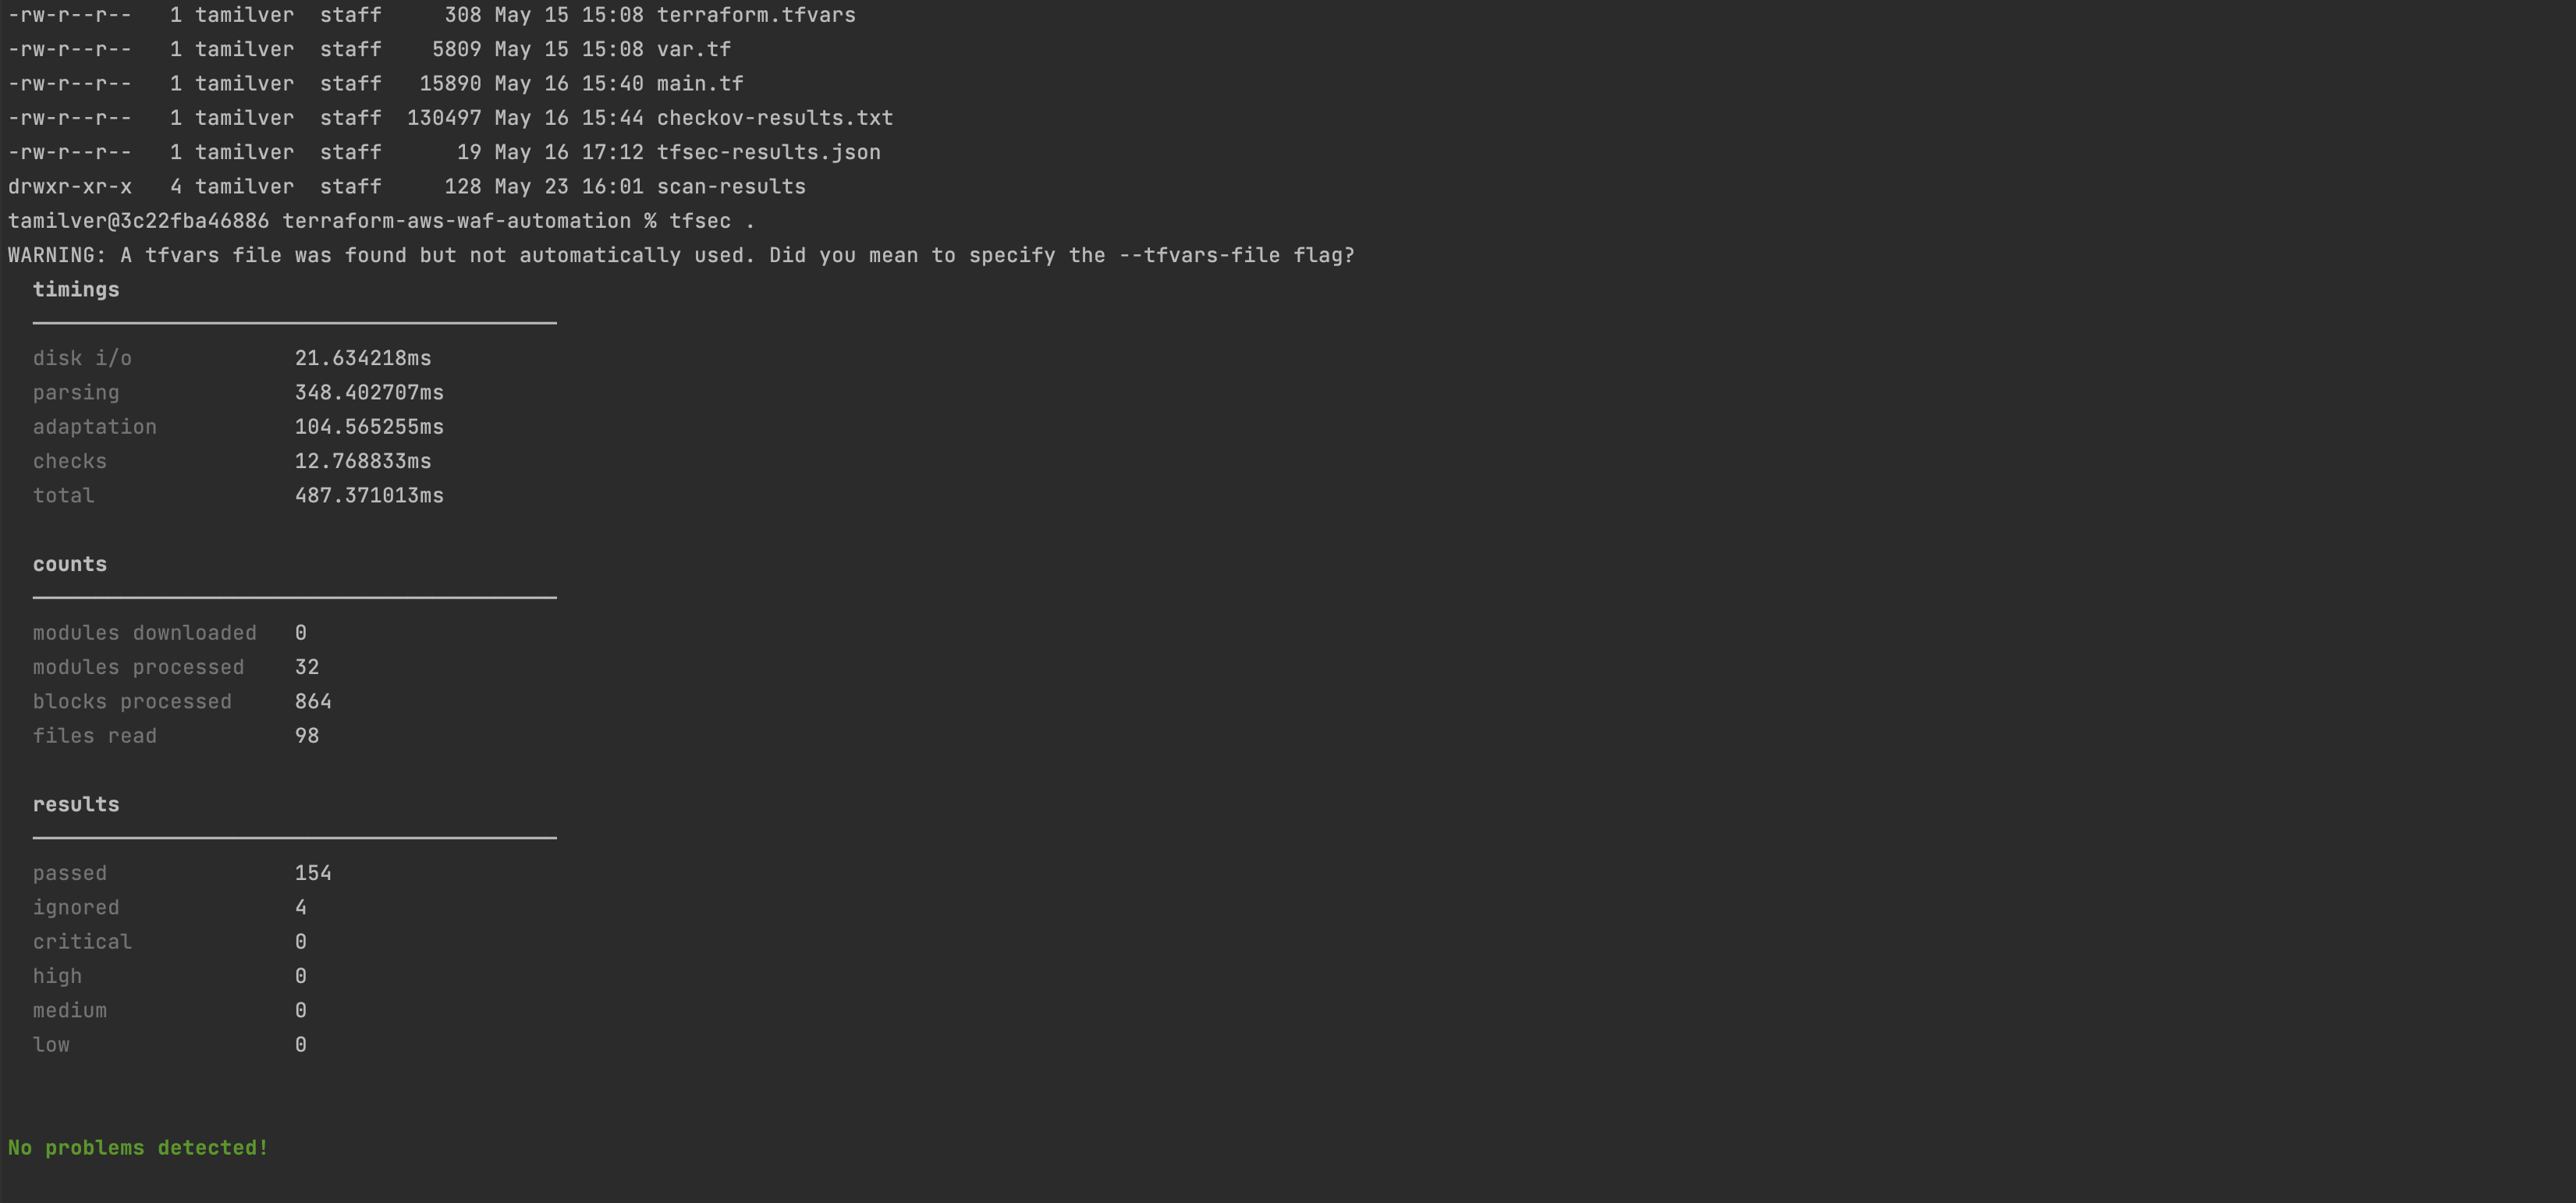 -rw-r--r--   1 tamilver  staff     308 May 15 15:08 terraform.tfvars
-rw-r--r--   1 tamilver  staff    5809 May 15 15:08 var.tf
-rw-r--r--   1 tamilver  staff   15890 May 16 15:40 main.tf
-rw-r--r--   1 tamilver  staff  130497 May 16 15:44 checkov-results.txt
-rw-r--r--   1 tamilver  staff      19 May 16 17:12 tfsec-results.json
drwxr-xr-x   4 tamilver  staff     128 May 23 16:01 scan-results
tamilver@3c22fba46886 terraform-aws-waf-automation % tfsec .
WARNING: A tfvars file was found but not automatically used. Did you mean to specify the --tfvars-file flag?
timings
disk i/o             21.634218ms
parsing              348.402707ms
adaptation           104.565255ms
checks               12.768833ms
total                487.371013ms
counts
modules downloaded   0
modules processed    32
blocks processed     864
files read           98
results
passed               154
ignored              4
critical             0
high                 0
medium               0
low                  0
No problems detected!